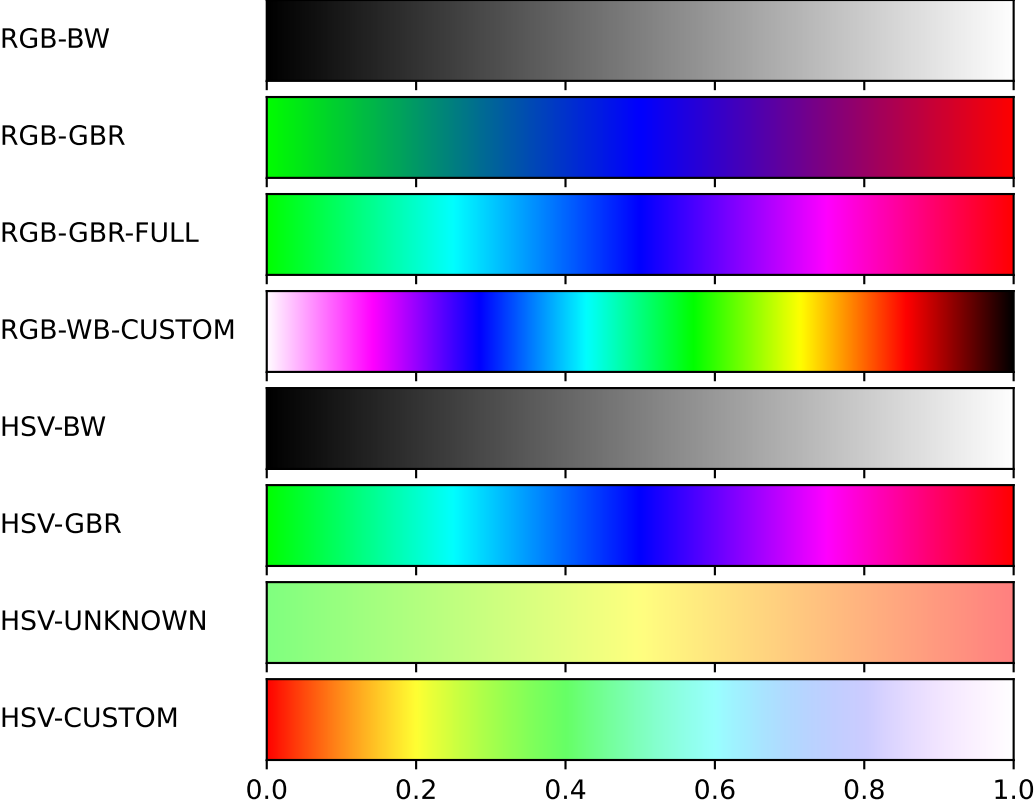 RGB-BW
RGB-GBR
RGB-GBR-FULL
RGB-WB-CUSTOM
HSV-BW
HSV-GBR
HSV-UNKNOWN
HSV-CUSTOM
0.0 0.2 0.4 0.6 0.8 1.0